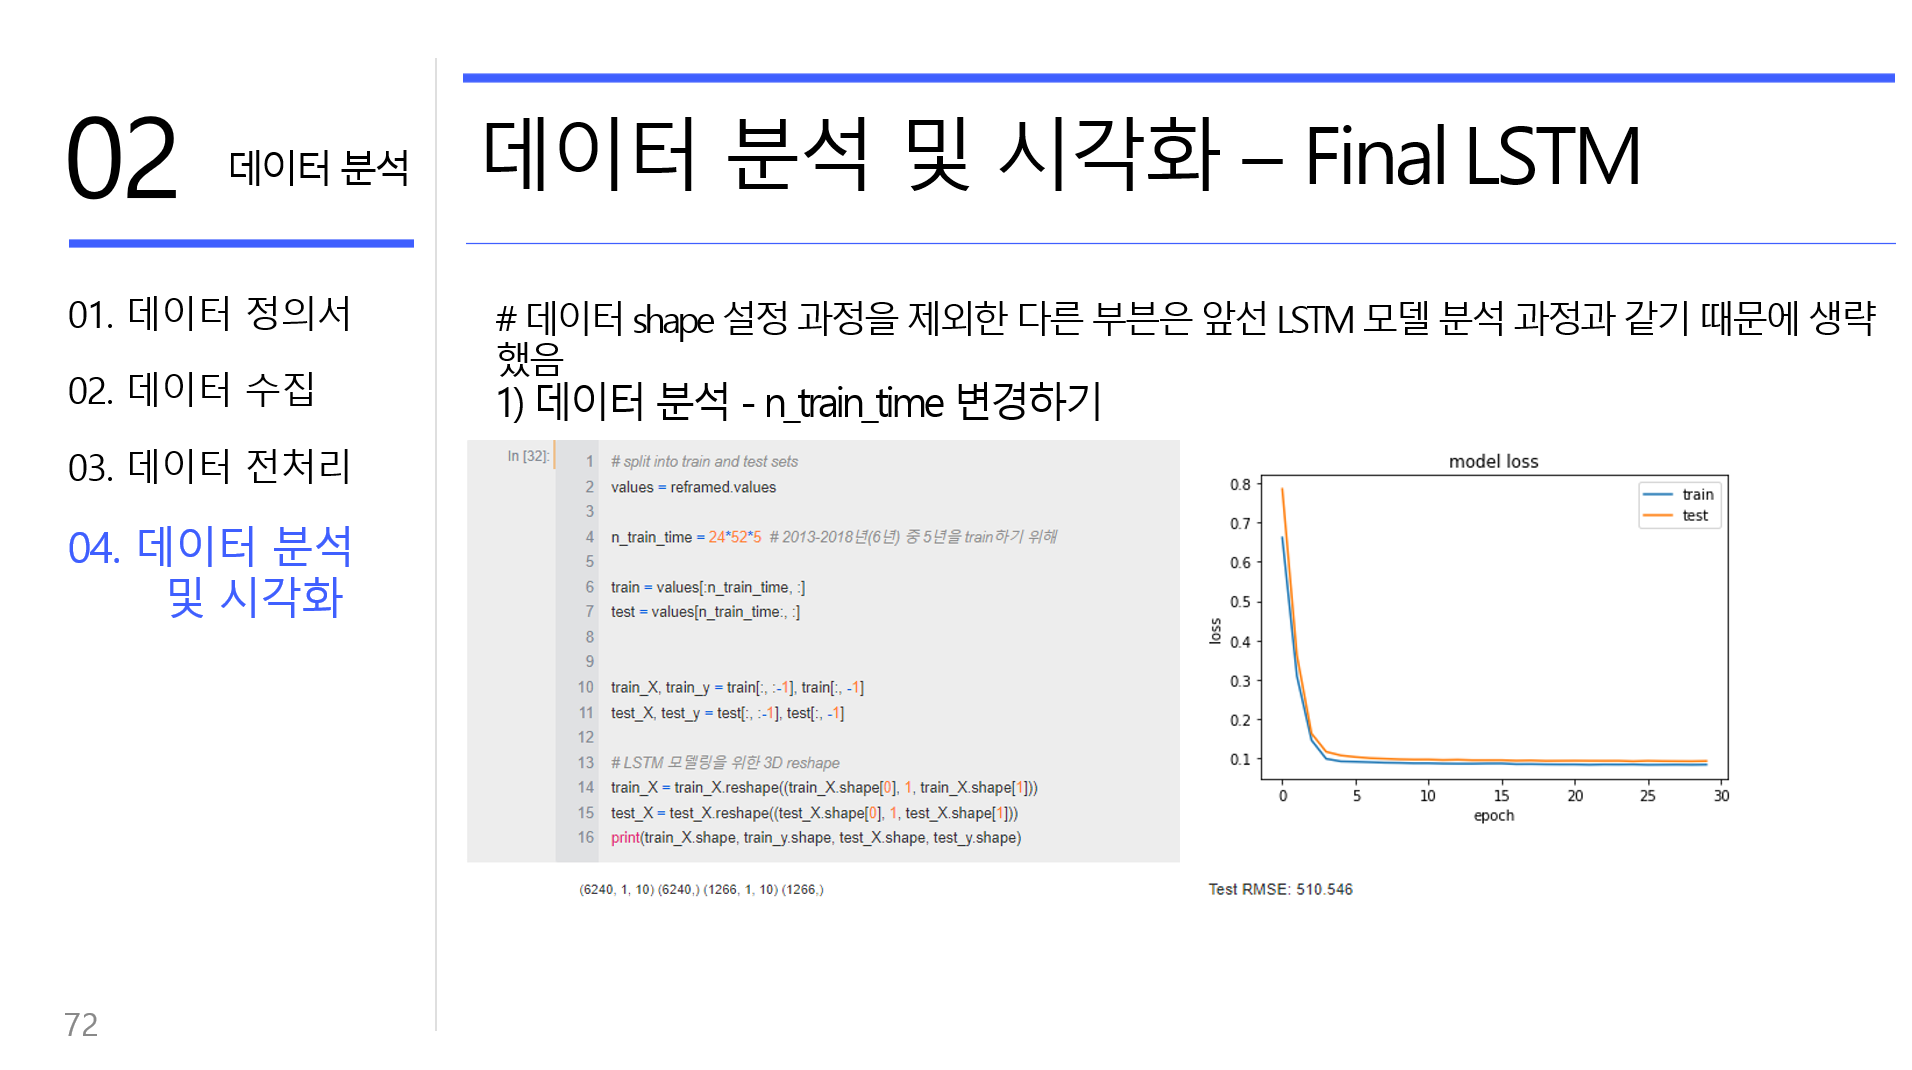 02 데이터 분석
01. 데이터 정의서
02. 데이터 수집
03. 데이터 전처리
04. 데이터 분석
및 시각화
72
데이터 분석 및 시각화 – Final LSTM
# 데이터 shape 설정 과정을 제외한 다른 부븐은 앞선 LSTM 모델 분석 과정과 같기 때문에 생략
했음
1) 데이터 분석 - n_train_time 변경하기
In [32]:
1 # split into train and test sets
2 values = reframed.values
3
4 n_train_time = 24*52*5 # 2013-2018년(6년) 중 5년을 train하기 위해
5
6 train = values[:n_train_time, :]
7 test = values[n_train_time:, :]
8
9
10 train_X, train_y = train[:, :-1], train[:, -1]
11 test_X, test_y = test[:, :-1], test[:, -1]
12
13 # LSTM 모델링을 위한 3D reshape
14 train_X = train_X.reshape((train_X.shape[0], 1, train_X.shape[1]))
15 test_X = test_X.reshape((test_X.shape[0], 1, test_X.shape[1]))
16 print(train_X.shape, train_y.shape, test_X.shape, test_y.shape)
(6240, 1, 10) (6240,) (1266, 1, 10) (1266,)
model loss
train
test
loss
0.8
0.7
0.6
0.5
0.4
0.3
0.2
0.1
0 5 10 15 20 25 30
epoch
Test RMSE: 510.546